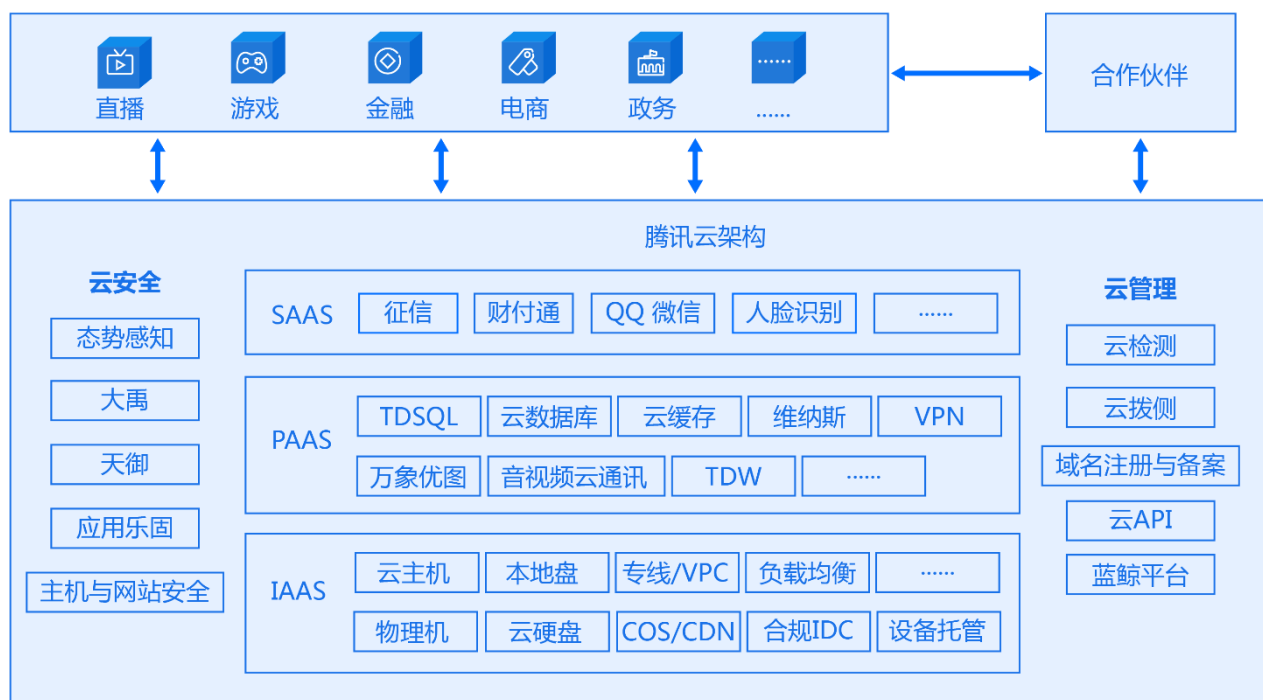 直播 游戏 金融 电商 政务 ......
合作伙伴
腾讯云架构
云安全
态势感知
大禹
天御
应用乐固
主机与网站安全
SAAS 征信 财付通 QQ 微信 人脸识别 ······
PAAS
TDSQL 云数据库 云缓存 维纳斯 VPN
万象优图 音视频云通讯 TDW ······
IAAS
云主机 本地盘 专线/VPC 负载均衡 ······
物理机 云硬盘 COS/CDN 合规IDC 设备托管
云管理
云检测
云拨侧
域名注册与备案
云API
蓝鲸平台